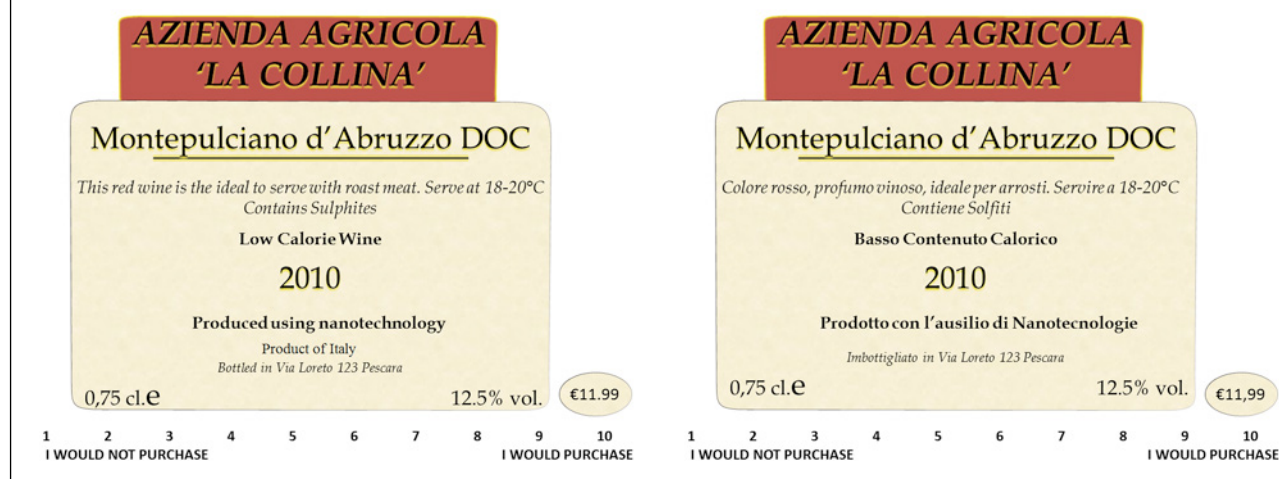 AZIENDA AGRICOLA
'LA COLLINA'
Montepulciano d'Abruzzo DOC
This red wine is the ideal to serve with roast meat. Serve at 18-20°C
Contains Sulphites
Low Calorie Wine
2010
Produced using nanotechnology
Product of Italy
Bottled in Via Loreto 123 Pescara
0,75 cl.e 12.5% vol. €11.99
1 2 3 4 5 6 7 8 9 10
I WOULD NOT PURCHASE I WOULD PURCHASE
AZIENDA AGRICOLA
'LA COLLINA'
Montepulciano d'Abruzzo DOC
Colore rosso, profumo vinoso, ideale per arrosti. Servire a 18-20°C
Contiene Solfiti
Basso Contenuto Calorico
2010
Prodotto con l'ausilio di Nanotecnologie
Imbottigliato in Via Loreto 123 Pescara
0,75 cl.e 12.5% vol. €11,99
1 2 3 4 5 6 7 8 9 10
I WOULD NOT PURCHASE I WOULD PURCHASE